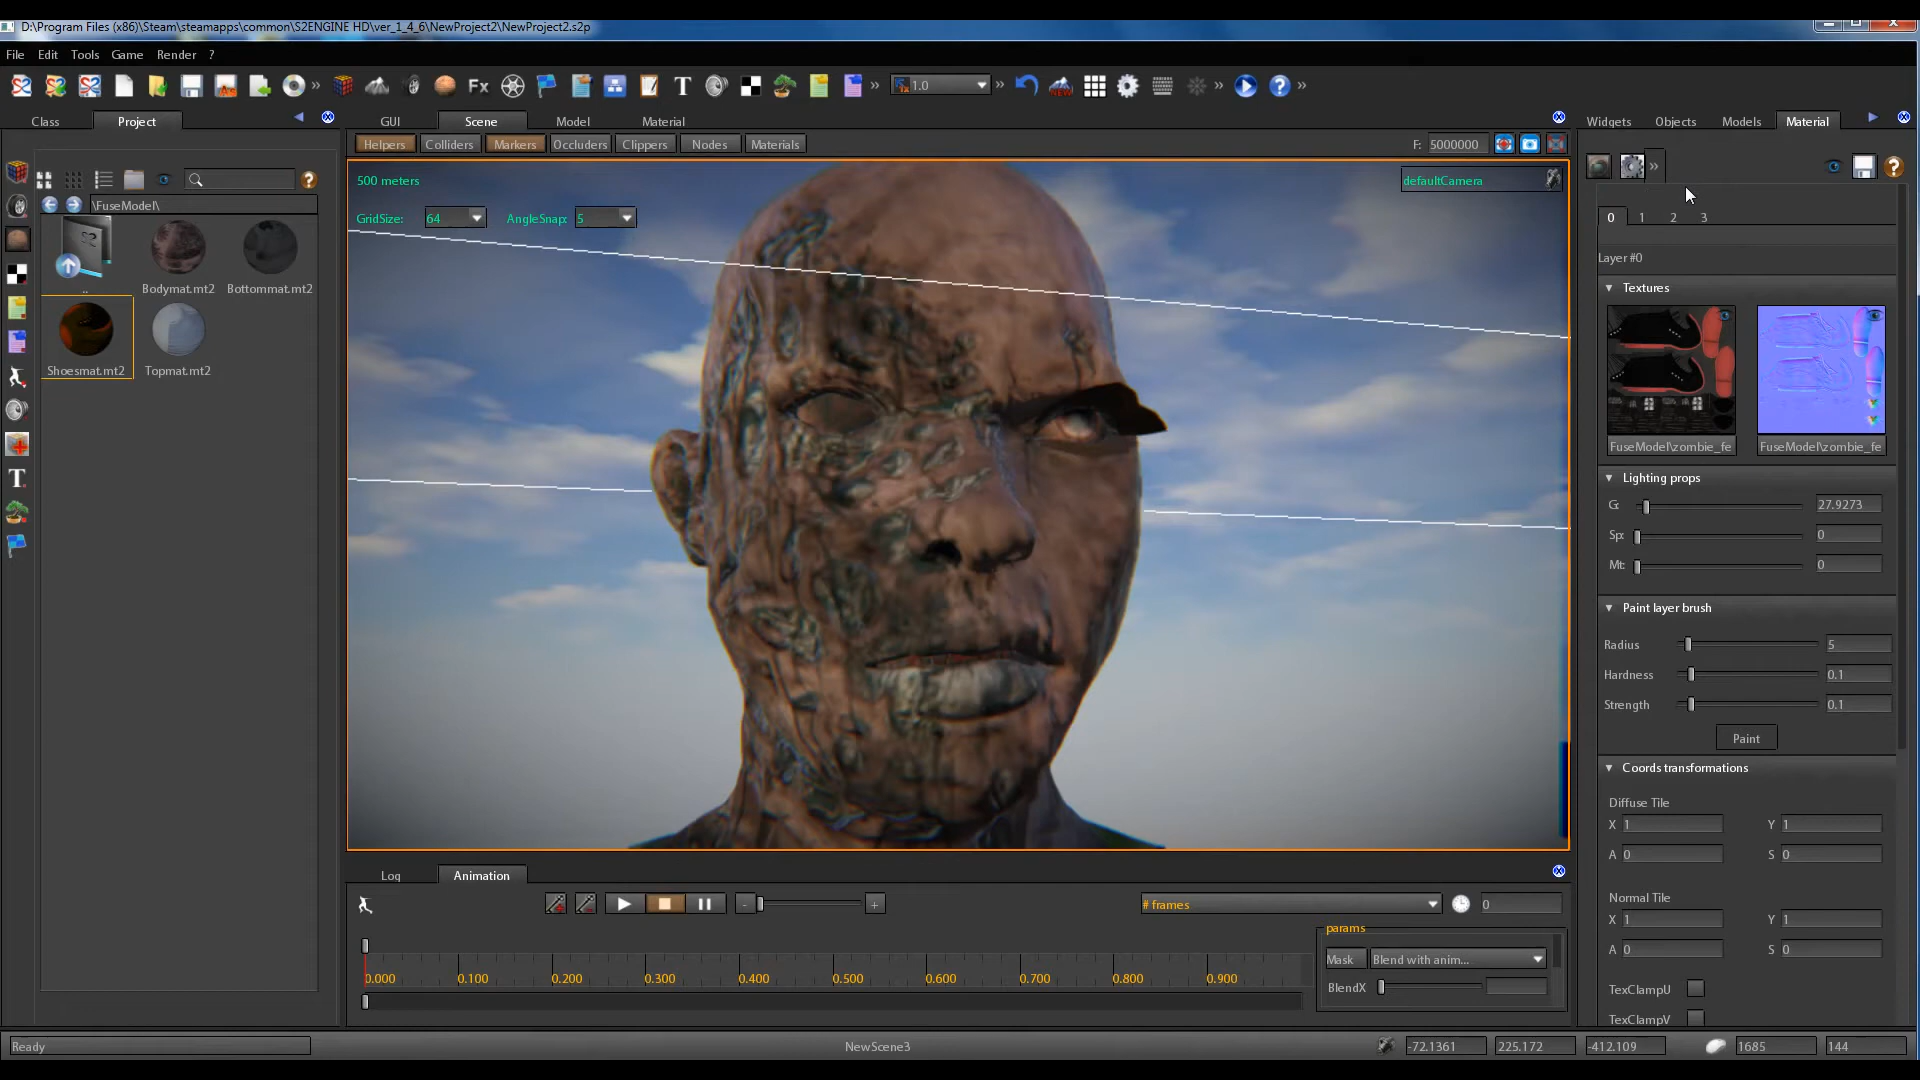 D:\Program Files (x86)\Steam\steamapps\common\S2ENGINE HD\ver_1_4_6\NewProject2\NewProject2.s2p
File Edit Tools Game Render ?
Fx T 1.0 NEW
Class Project GUI Scene Model Material Widgets Objects Models Material
Helpers Colliders Markers Occluders Clippers Nodes Materials F: 5000000
500 meters defaultCamera
\FuseModel\
GridSize: 64 AngleSnap: 5
0 1 2 3
Layer #0
.. Bodymat.mt2 Bottommat.mt2
Textures
Shoesmat.mt2 Topmat.mt2
FuseModel\zombie_fe FuseModel\zombie_fe
Lighting props
G: 27.9273
Sp: 0
Mt: 0
Paint layer brush
Radius 5
Hardness 0.1
Strength 0.1
Paint
Coords transformations
Diffuse Tile
X 1 Y 1
A 0 S 0
Normal Tile
X 1 Y 1
A 0 S 0
TexClampU
TexClampV
Log Animation
- + # frames 0
params
Mask Blend with anim...
BlendX
0.000 0.100 0.200 0.300 0.400 0.500 0.600 0.700 0.800 0.900
Ready NewScene3 -72.1361 225.172 -412.109 1685 144